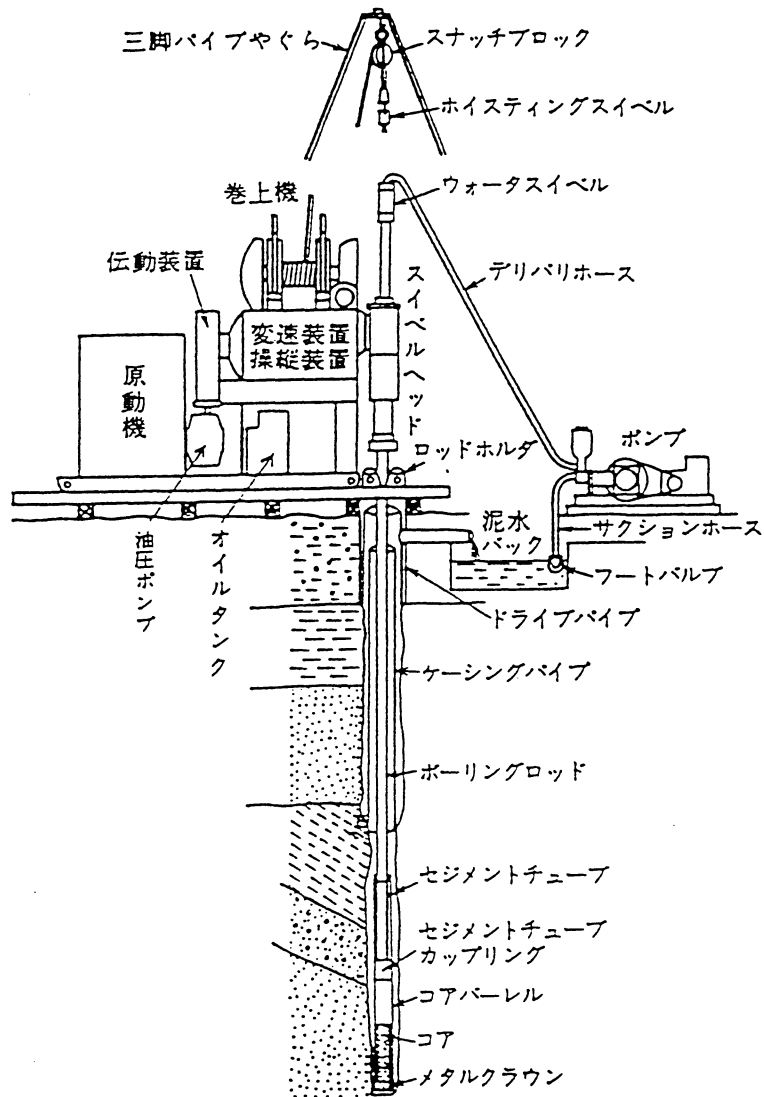 三脚パイプやぐら
スナッチブロック
ホイスティングスイベル
ウォータスイベル
巻上機
伝動装置
デリバリホース
スイベルヘッド
変速装置
操縦装置
原動機
ロッドホルダ
ポンプ
泥水
バック
サクションホース
フートバルブ
油圧ポンプ
オイルタンク
ドライブパイプ
ケーシングパイプ
ボーリングロッド
セジメントチューブ
セジメントチューブ
カップリング
コアバーレル
コア
メタルクラウン